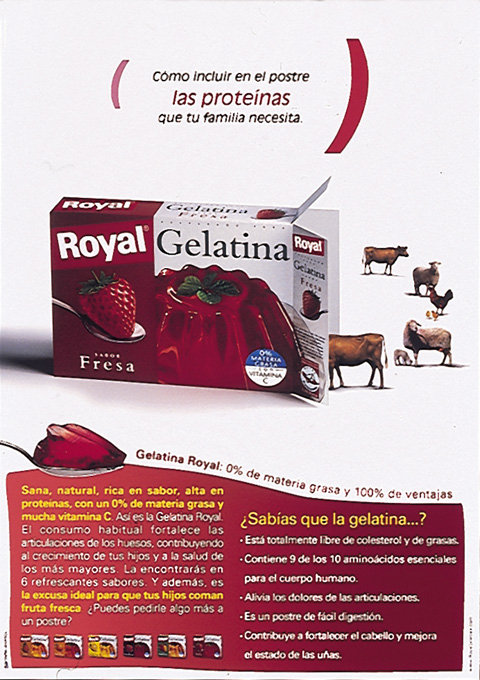 Cómo incluir en el postre
las proteínas
que tu familia necesita.
Royal
Gelatina
Fresa
Royal® Gelatina
SABOR
Fresa
0%
MATERIA
GRASA
CON
VITAMINA
C
Royal
Gelatina
Fresa
Gelatina Royal: 0% de materia grasa y 100% de ventajas
Sana, natural, rica en sabor, alta en
proteínas, con un 0% de materia grasa y
mucha vitamina C. Así es la Gelatina Royal.
El consumo habitual fortalece las
articulaciones de los huesos, contribuyendo
al crecimiento de tus hijos y a la salud de
los más mayores. La encontrarás en
6 refrescantes sabores. Y además, es
la excusa ideal para que tus hijos coman
fruta fresca ¿Puedes pedirle algo más a
un postre?
¿Sabías que la gelatina...?
- Está totalmente libre de colesterol y de grasas.
- Contiene 9 de los 10 aminoácidos esenciales
para el cuerpo humano.
- Alivia los dolores de las articulaciones.
- Es un postre de fácil digestión.
- Contribuye a fortalecer el cabello y mejora
el estado de las uñas.